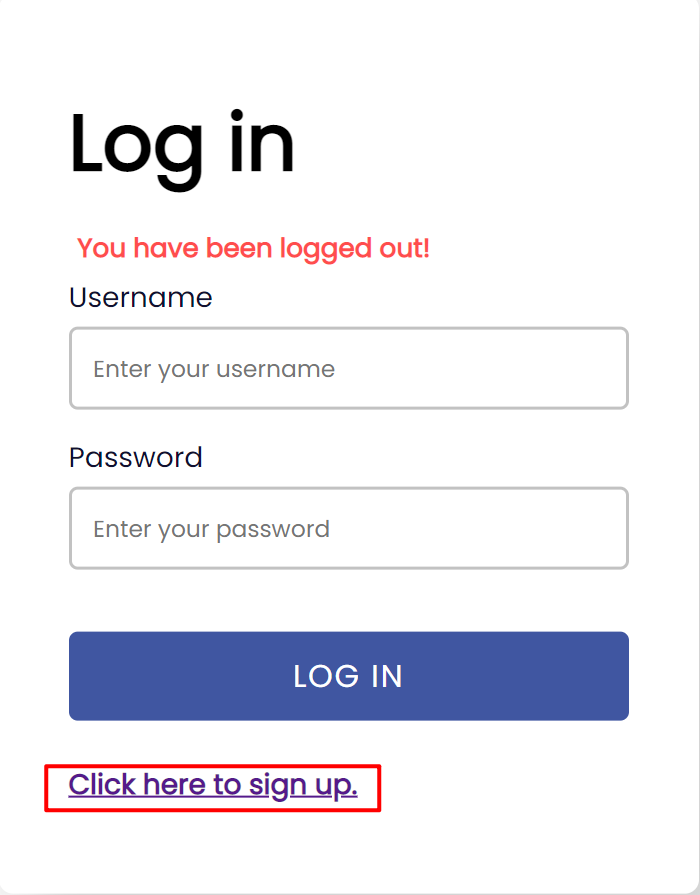 Log in
You have been logged out!
Username
Enter your username
Password
Enter your password
LOG IN
Click here to sign up.